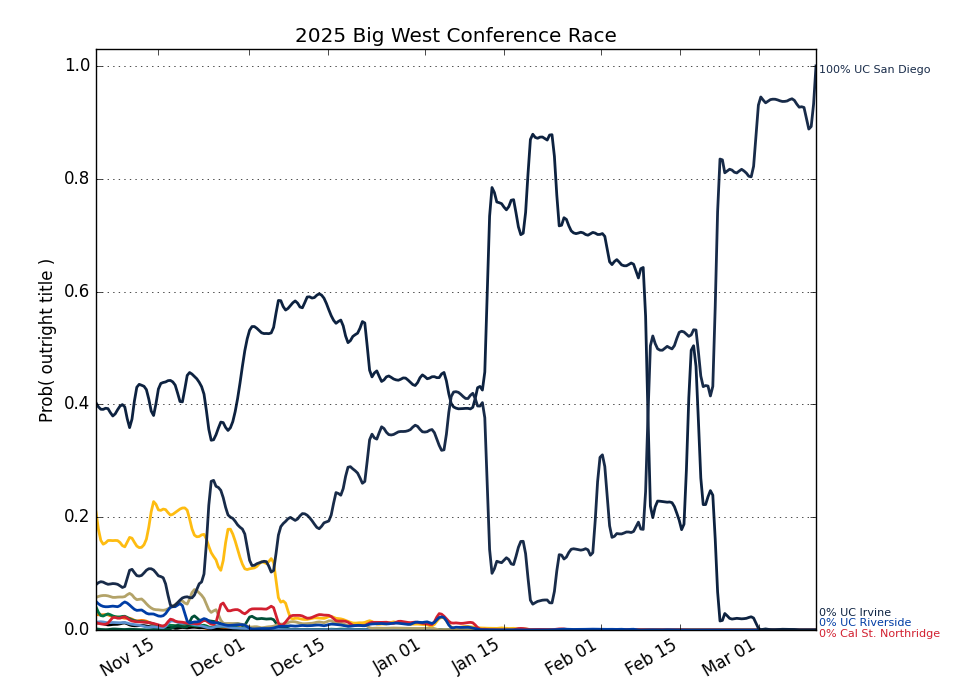 2025 Big West Conference Race
Prob( outright title )
1.0
0.8
0.6
0.4
0.2
0.0
Nov 15
Dec 01
Dec 15
Jan 01
Jan 15
Feb 01
Feb 15
Mar 01
100% UC San Diego
0% UC Irvine
0% UC Riverside
0% Cal St. Northridge